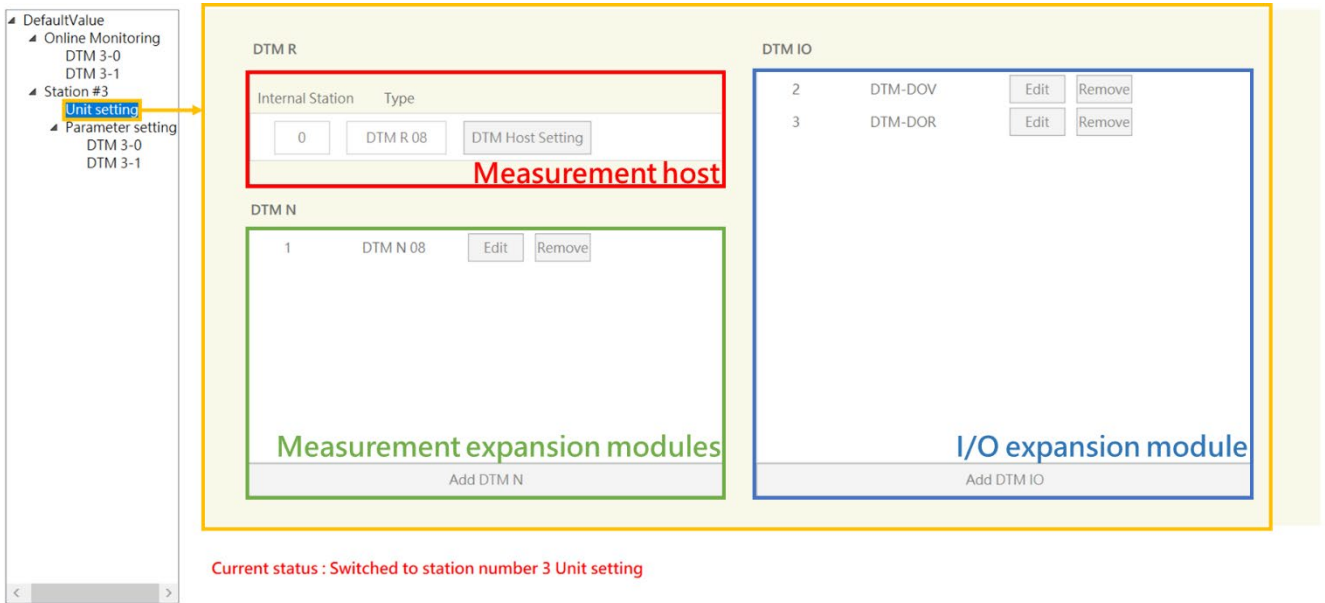 DefaultValue
Online Monitoring
DTM 3-0
DTM 3-1
Station #3
Unit setting
Parameter setting
DTM 3-0
DTM 3-1
DTM R
Internal Station Type
0 DTM R 08 DTM Host Setting
Measurement host
DTM N
1 DTM N 08 Edit Remove
Measurement expansion modules
Add DTM N
DTM IO
2 DTM-DOV Edit Remove
3 DTM-DOR Edit Remove
I/O expansion module
Add DTM IO
Current status : Switched to station number 3 Unit setting